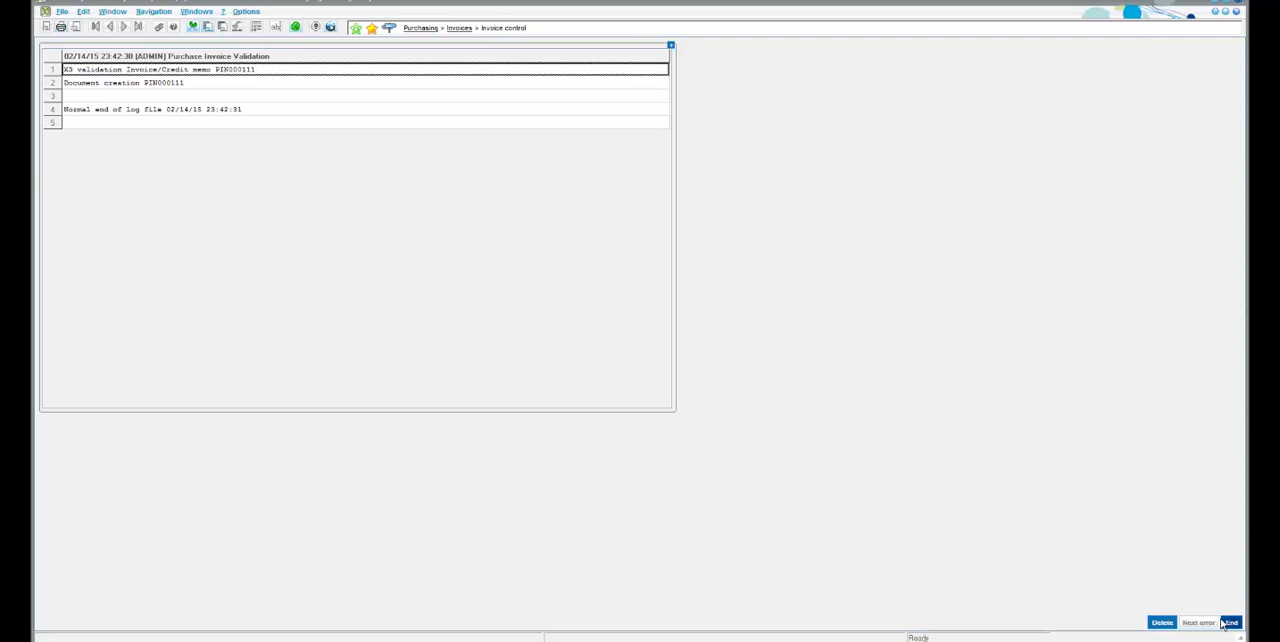 File Edit Window Navigation Windows ? Options
Purchasing > Invoices > Invoice control
02/14/15 23:42:30 [ADMIN] Purchase Invoice Validation
1 X3 validation Invoice/Credit memo PIN000111
2 Document creation PIN000111
3
4 Normal end of log file 02/14/15 23:42:31
5
Delete Next error End
Ready